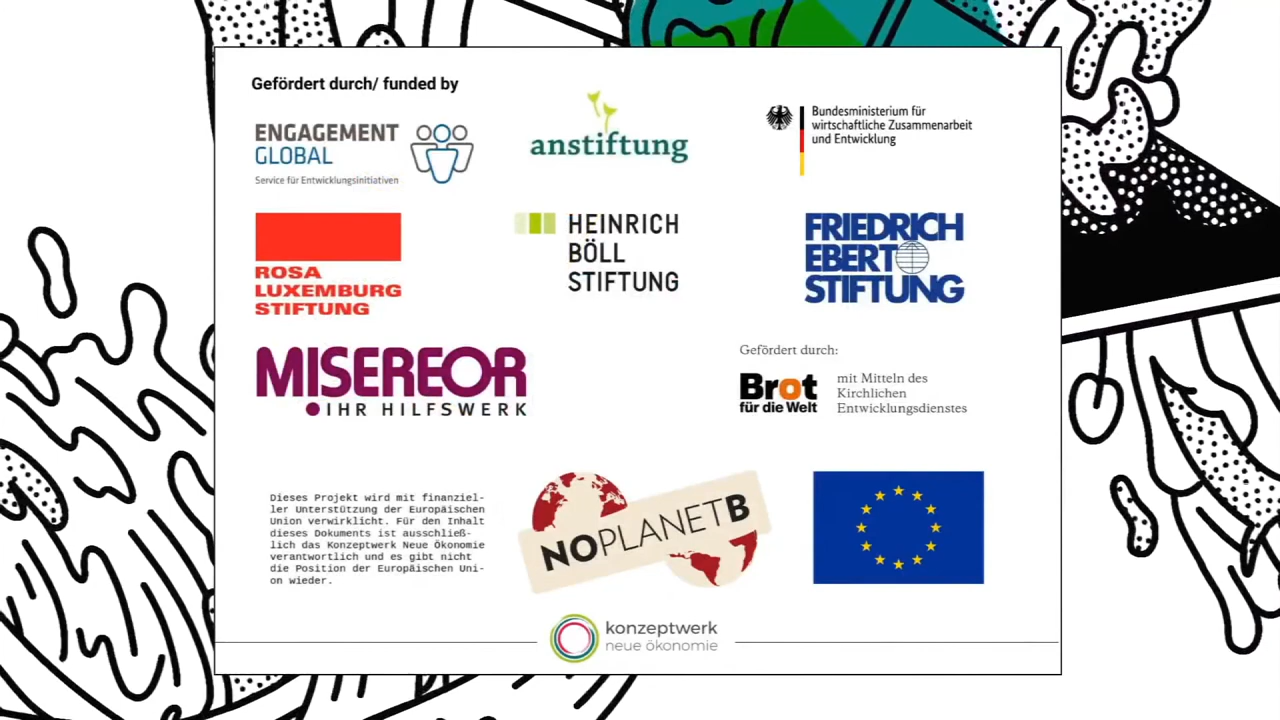 Gefördert durch/ funded by
ENGAGEMENT
GLOBAL
Service für Entwicklungsinitiativen
anstiftung
Bundesministerium für
wirtschaftliche Zusammenarbeit
und Entwicklung
ROSA
LUXEMBURG
STIFTUNG
HEINRICH
BÖLL
STIFTUNG
FRIEDRICH
EBERT
STIFTUNG
MISEREOR
IHR HILFSWERK
Gefördert durch:
Brot
für die Welt
mit Mitteln des
Kirchlichen
Entwicklungsdienstes
Dieses Projekt wird mit finanziel-
ler Unterstützung der Europäischen
Union verwirklicht. Für den Inhalt
dieses Dokuments ist ausschließ-
lich das Konzeptwerk Neue Ökonomie
verantwortlich und es gibt nicht
die Position der Europäischen Uni-
on wieder.
NOPLANETB
konzeptwerk
neue ökonomie